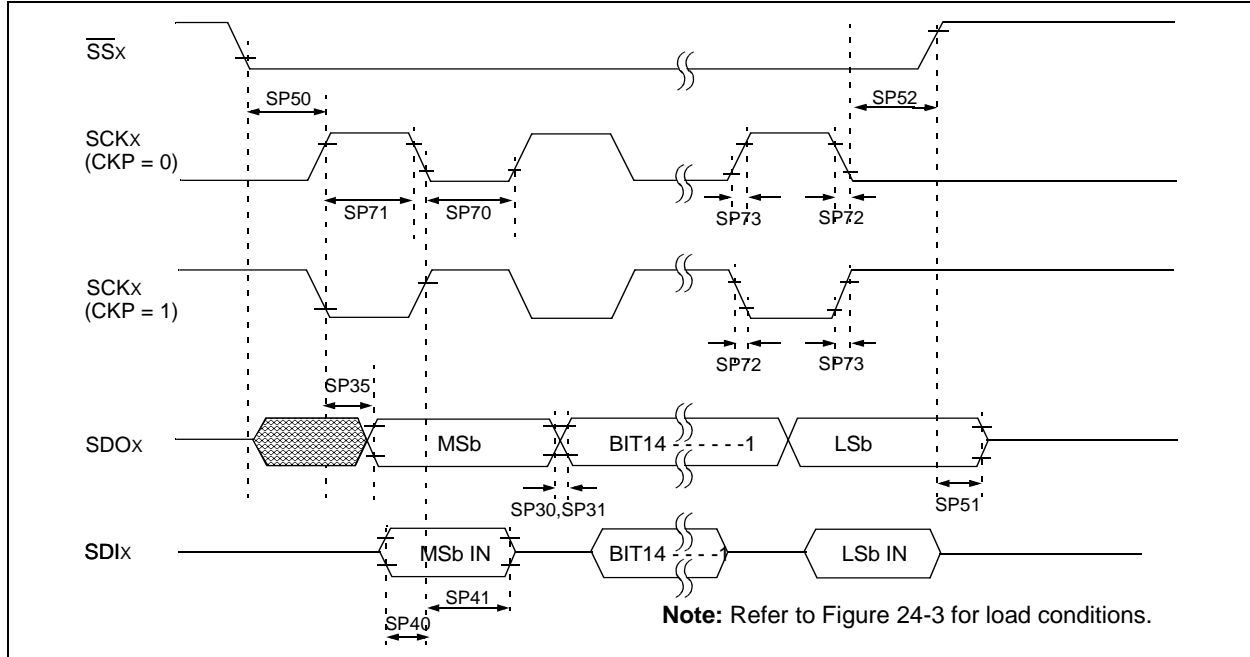 SSX
SP50
SP52
SCKX
(CKP = 0)
SP71
SP70
SP73
SP72
SCKX
(CKP = 1)
SP72
SP73
SP35
SDOX
MSb
BIT14 - - - - - -1
LSb
SP30,SP31
SP51
SDIX
MSb IN
BIT14 - - - - -1
LSb IN
SP41
SP40
Note: Refer to Figure 24-3 for load conditions.